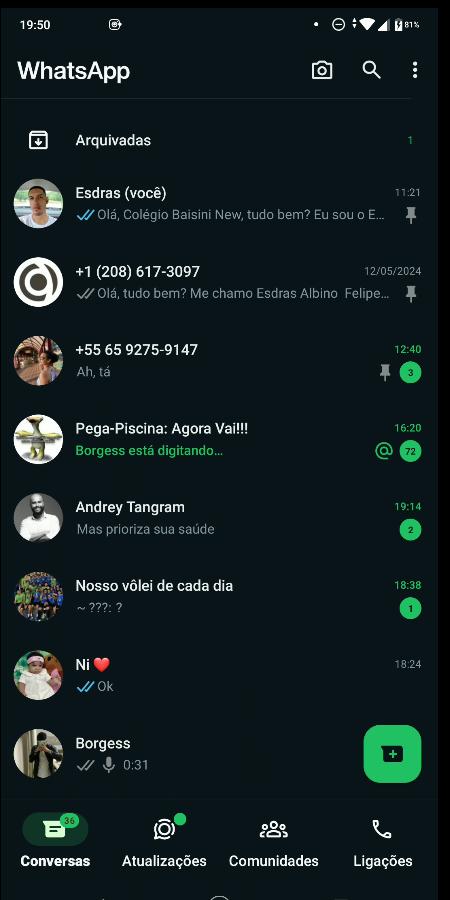 19:50 81%
WhatsApp
Arquivadas 1
Esdras (você) 11:21
Olá, Colégio Baisini New, tudo bem? Eu sou o E...
+1 (208) 617-3097 12/05/2024
Olá, tudo bem? Me chamo Esdras Albino Felipe...
+55 65 9275-9147 12:40
Ah, tá 3
Pega-Piscina: Agora Vai!!! 16:20
Borgess está digitando... @ 72
Andrey Tangram 19:14
Mas prioriza sua saúde 2
Nosso vôlei de cada dia 18:38
~ ???: ? 1
Ni ❤️ 18:24
Ok
Borgess
0:31
36
Conversas Atualizações Comunidades Ligações